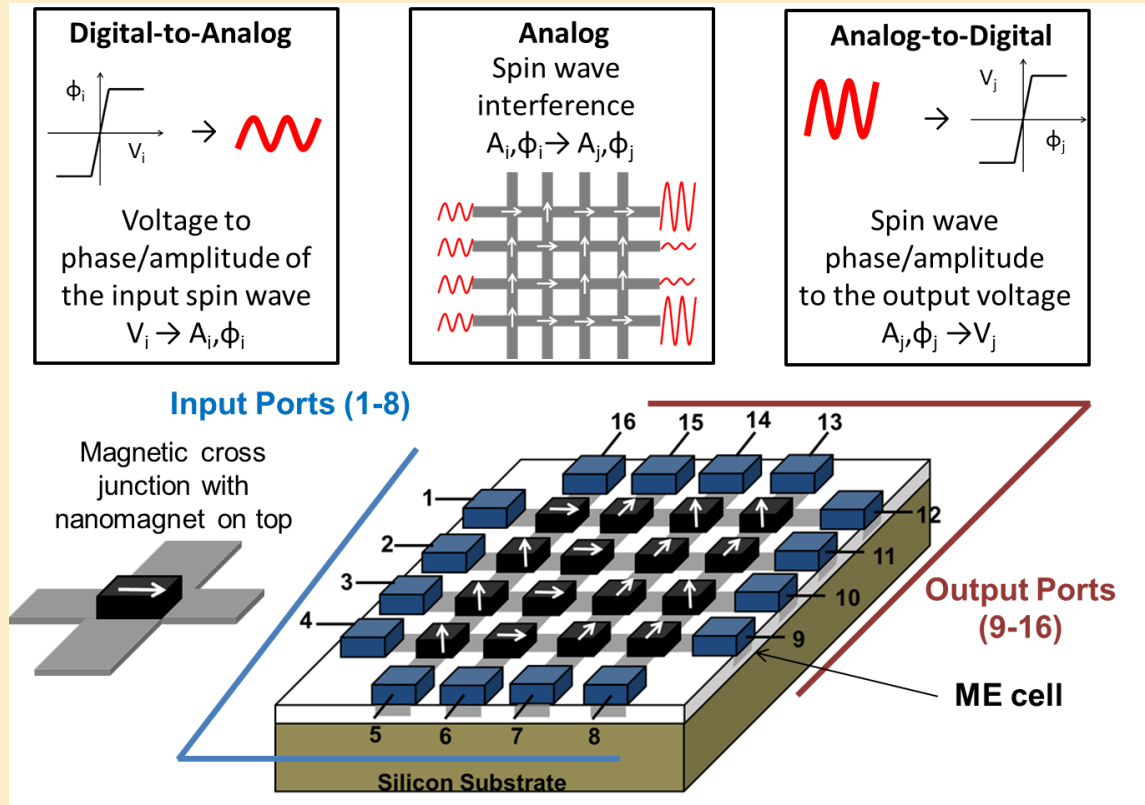 Digital-to-Analog
ϕi
Vi
→
Voltage to
phase/amplitude of
the input spin wave
Vi → Ai,ϕi
Analog
Spin wave
interference
Ai,ϕi → Aj,ϕj
Analog-to-Digital
Vj
→
ϕj
Spin wave
phase/amplitude
to the output voltage
Aj,ϕj →Vj
Input Ports (1-8)
Magnetic cross
junction with
nanomagnet on top
16
15
14
13
1
2
3
4
12
11
10
9
5
6
7
8
Output Ports
(9-16)
ME cell
Silicon Substrate